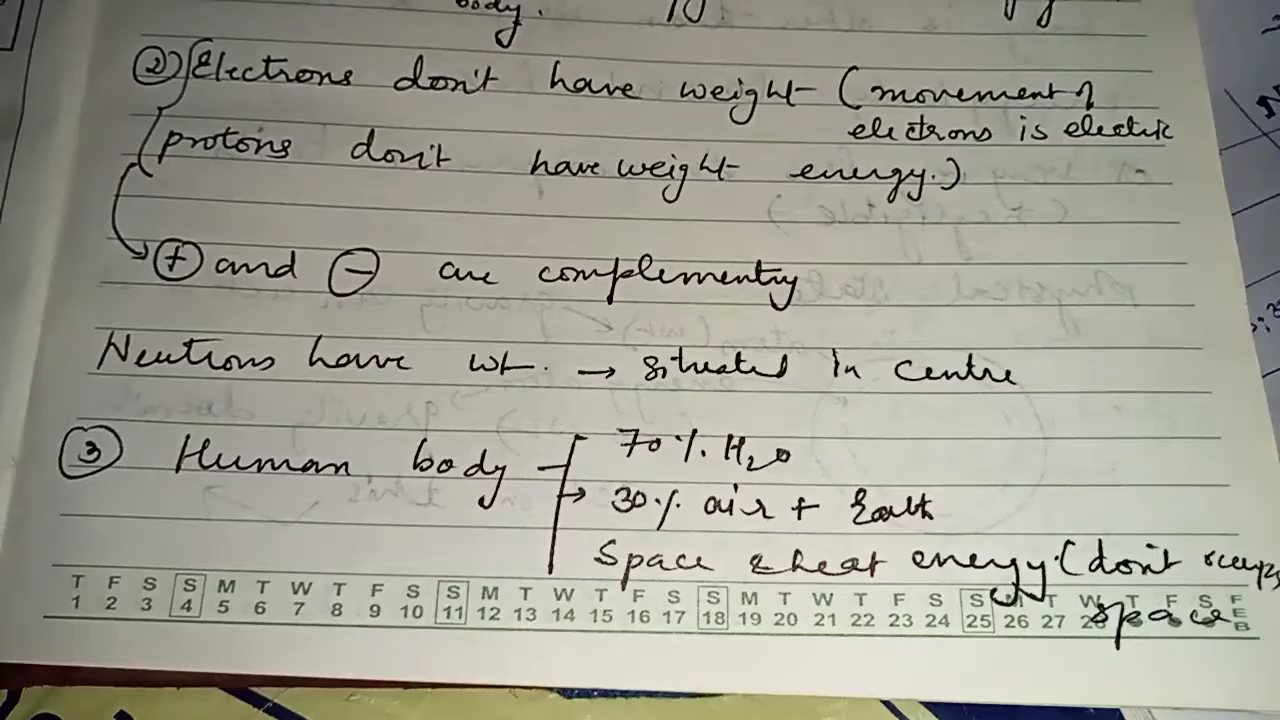 body.
② Electrons don't have weight (movement of
electrons is electric
protons don't have weight energy.)
⊕ and ⊖ are complementry
Neutrons have wt. → situated in centre
③ Human body 70%. H2O
→ 30%. air + Earth
Space & heat energy. (don't occupy
space
T F S S M T W T F S S M T W T F S S M T W T F S S M T W T F S F
1 2 3 4 5 6 7 8 9 10 11 12 13 14 15 16 17 18 19 20 21 22 23 24 25 26 27 28 E
B